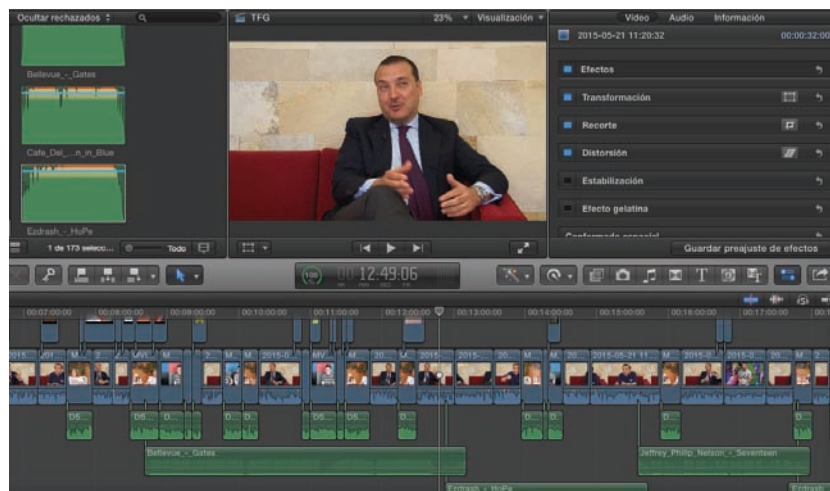 Ocultar rechazados
TFG
23%
Visualización
Vídeo
Audio
Información
2015-05-21 11:20:32
00:00:32:00
Bellevue_-_Gates
Efectos
Transformación
Recorte
Distorsión
Estabilización
Efecto gelatina
Cafe_Del_...n_in_Blue
Ezdrash_-_HoPe
1 de 173 selecc...
Todo
Guardar preajuste de efectos
100
12:49:06
00:07:00:00
00:08:00:00
00:09:00:00
00:10:00:00
00:11:00:00
00:12:00:00
00:13:00:00
00:14:00:00
00:15:00:00
00:16:00:00
00:17:00:00
2015-05-21 11...
Bellevue_-_Gates
Jeffrey_Philip_Nelson_-_Seventeen
Ezdrash_-_HoPe
Ezdrash